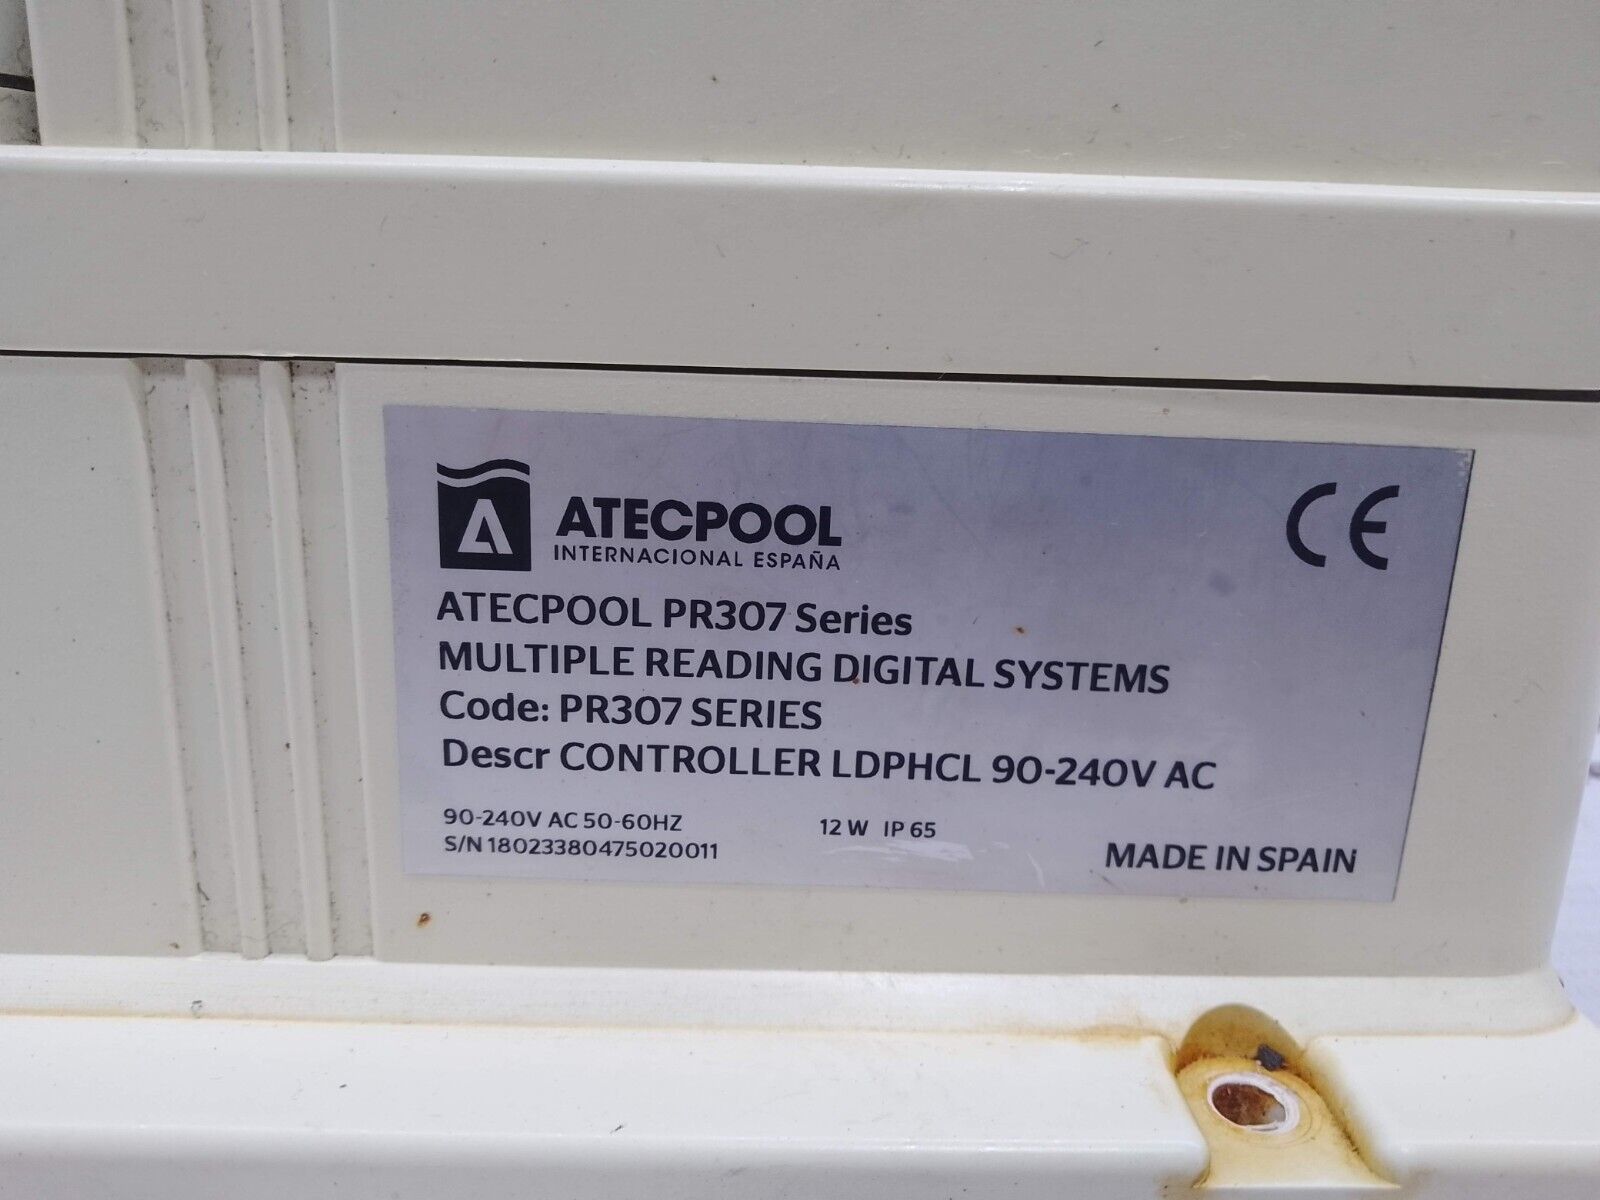 A ATECPOOL
INTERNACIONAL ESPAÑA
CE
ATECPOOL PR307 Series
MULTIPLE READING DIGITAL SYSTEMS
Code: PR307 SERIES
Descr CONTROLLER LDPHCL 90-240V AC
90-240V AC 50-60HZ 12W IP 65
S/N 18023380475020011
MADE IN SPAIN